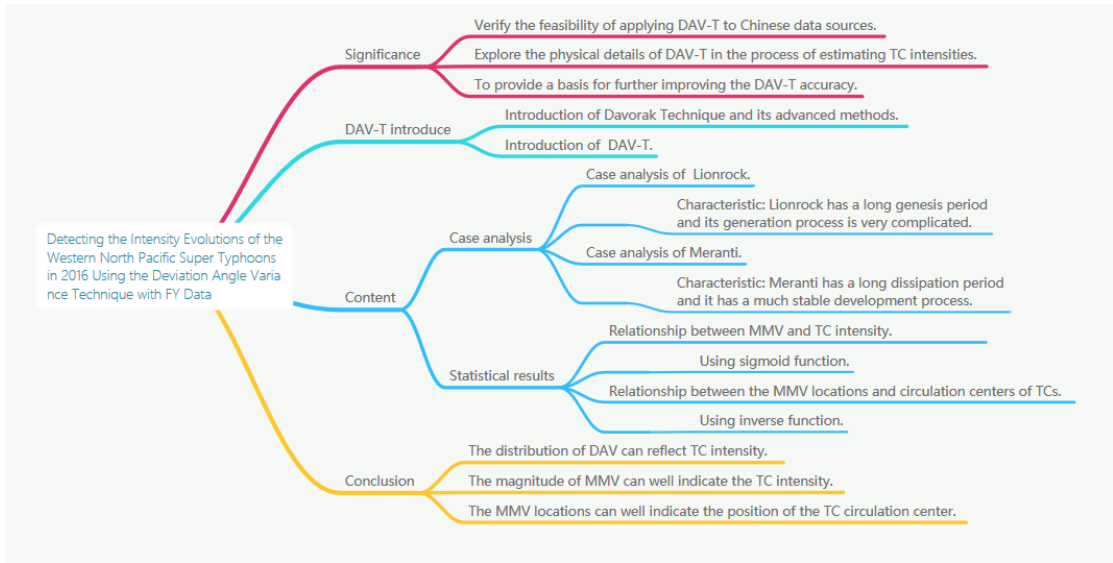 Detecting the Intensity Evolutions of the
Western North Pacific Super Typhoons
in 2016 Using the Deviation Angle Varia
nce Technique with FY Data
Significance
Verify the feasibility of applying DAV-T to Chinese data sources.
Explore the physical details of DAV-T in the process of estimating TC intensities.
To provide a basis for further improving the DAV-T accuracy.
DAV-T introduce
Introduction of Davorak Technique and its advanced methods.
Introduction of DAV-T.
Content
Case analysis
Case analysis of Lionrock.
Characteristic: Lionrock has a long genesis period
and its generation process is very complicated.
Case analysis of Meranti.
Characteristic: Meranti has a long dissipation period
and it has a much stable development process.
Statistical results
Relationship between MMV and TC intensity.
Using sigmoid function.
Relationship between the MMV locations and circulation centers of TCs.
Using inverse function.
Conclusion
The distribution of DAV can reflect TC intensity.
The magnitude of MMV can well indicate the TC intensity.
The MMV locations can well indicate the position of the TC circulation center.